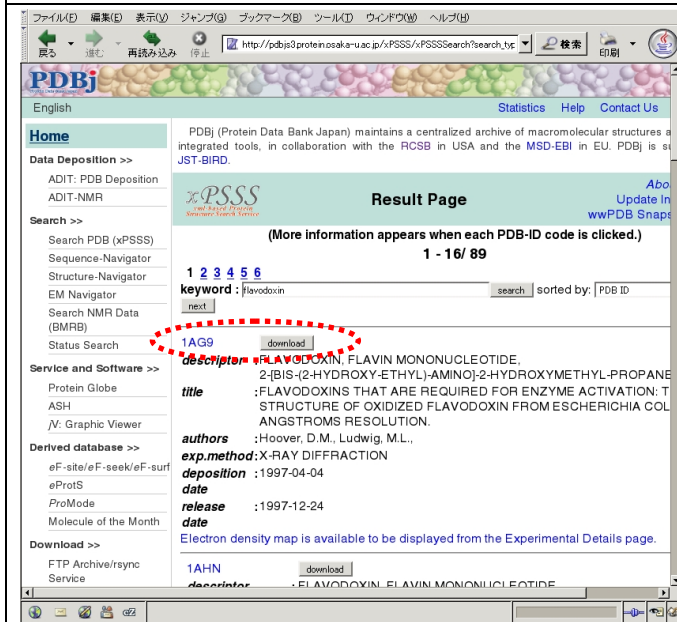 ファイル(F) 編集(E) 表示(V) ジャンプ(G) ブックマーク(B) ツール(T) ウィンドウ(W) ヘルプ(H)
戻る 進む 再読み込み 停止 http://pdbjs3.protein.osaka-u.ac.jp/xPSSS/xPSSSSearch?search_typ 検索 印刷
PDBj
English Statistics Help Contact Us
Home
Data Deposition >>
ADIT: PDB Deposition
ADIT-NMR
Search >>
Search PDB (xPSSS)
Sequence-Navigator
Structure-Navigator
EM Navigator
Search NMR Data
(BMRB)
Status Search
Service and Software >>
Protein Globe
ASH
jV: Graphic Viewer
Derived database >>
eF-site/eF-seek/eF-surf
eProtS
ProMode
Molecule of the Month
Download >>
FTP Archive/rsync
Service
PDBj (Protein Data Bank Japan) maintains a centralized archive of macromolecular structures a
integrated tools, in collaboration with the RCSB in USA and the MSD-EBI in EU. PDBj is su
JST-BIRD.
xPSSS
xml-based Protein
Structure Search Service
Result Page
Abo
Update In
wwPDB Snaps
(More information appears when each PDB-ID code is clicked.)
1 - 16/ 89
1 2 3 4 5 6
keyword : flavodoxin search sorted by: PDB ID
next
1AG9 download
descriptor :FLAVODOXIN, FLAVIN MONONUCLEOTIDE,
2-[BIS-(2-HYDROXY-ETHYL)-AMINO]-2-HYDROXYMETHYL-PROPANE
title :FLAVODOXINS THAT ARE REQUIRED FOR ENZYME ACTIVATION: T
STRUCTURE OF OXIDIZED FLAVODOXIN FROM ESCHERICHIA COL
ANGSTROMS RESOLUTION.
authors :Hoover, D.M., Ludwig, M.L.,
exp.method:X-RAY DIFFRACTION
deposition :1997-04-04
date
release :1997-12-24
date
Electron density map is available to be displayed from the Experimental Details page.
1AHN download
descriptor :FLAVODOXIN, FLAVIN MONONUCLEOTIDE